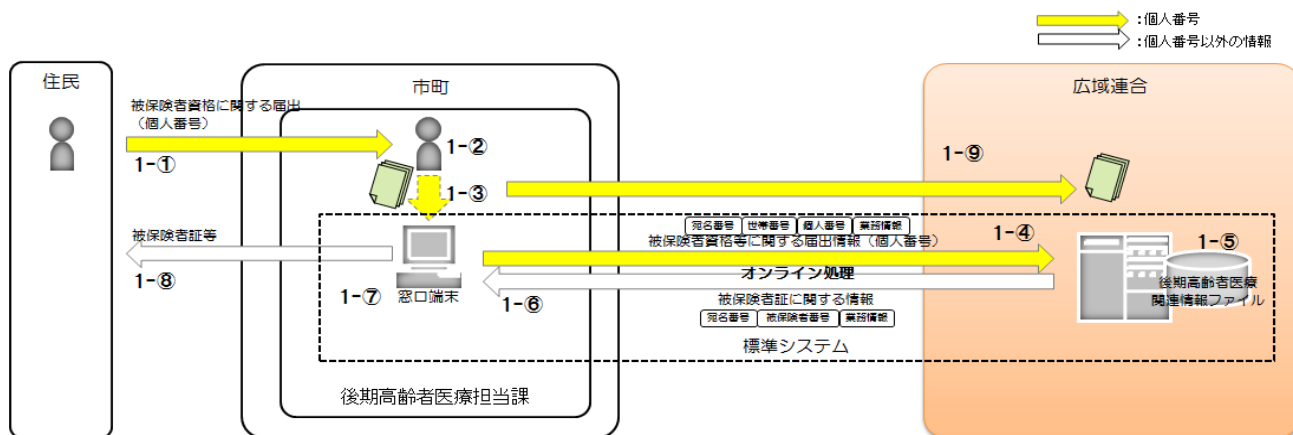 ：個人番号
：個人番号以外の情報
住民
市町
広域連合
被保険者資格に関する届出
（個人番号）
1-①
1-②
1-③
1-⑨
宛名番号 世帯番号 個人番号 業務情報
被保険者資格等に関する届出情報（個人番号）
1-④
1-⑤
被保険者証等
1-⑧
オンライン処理
1-⑦
窓口端末
1-⑥
後期高齢者医療
関連情報ファイル
被保険者証に関する情報
宛名番号 被保険者番号 業務情報
標準システム
後期高齢者医療担当課